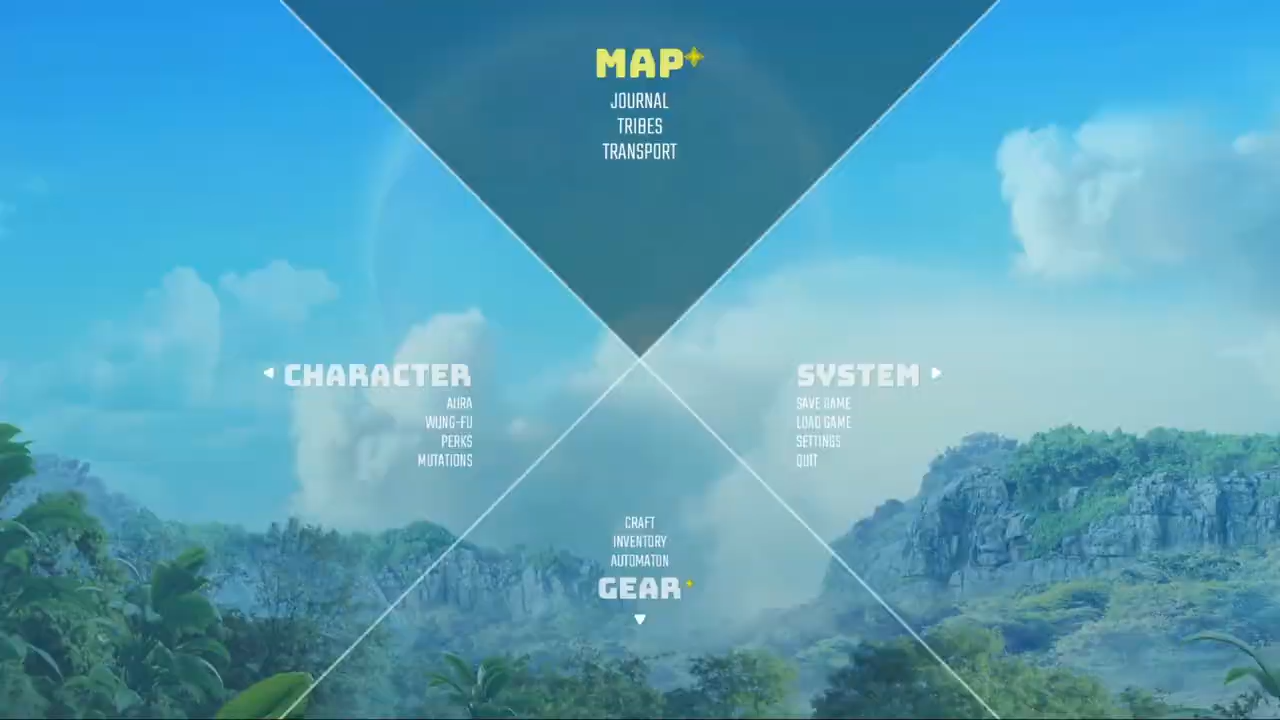 MAP
JOURNAL
TRIBES
TRANSPORT
CHARACTER
AURA
WUNG-FU
PERKS
MUTATIONS
SYSTEM
SAVE GAME
LOAD GAME
SETTINGS
QUIT
CRAFT
INVENTORY
AUTOMATON
GEAR